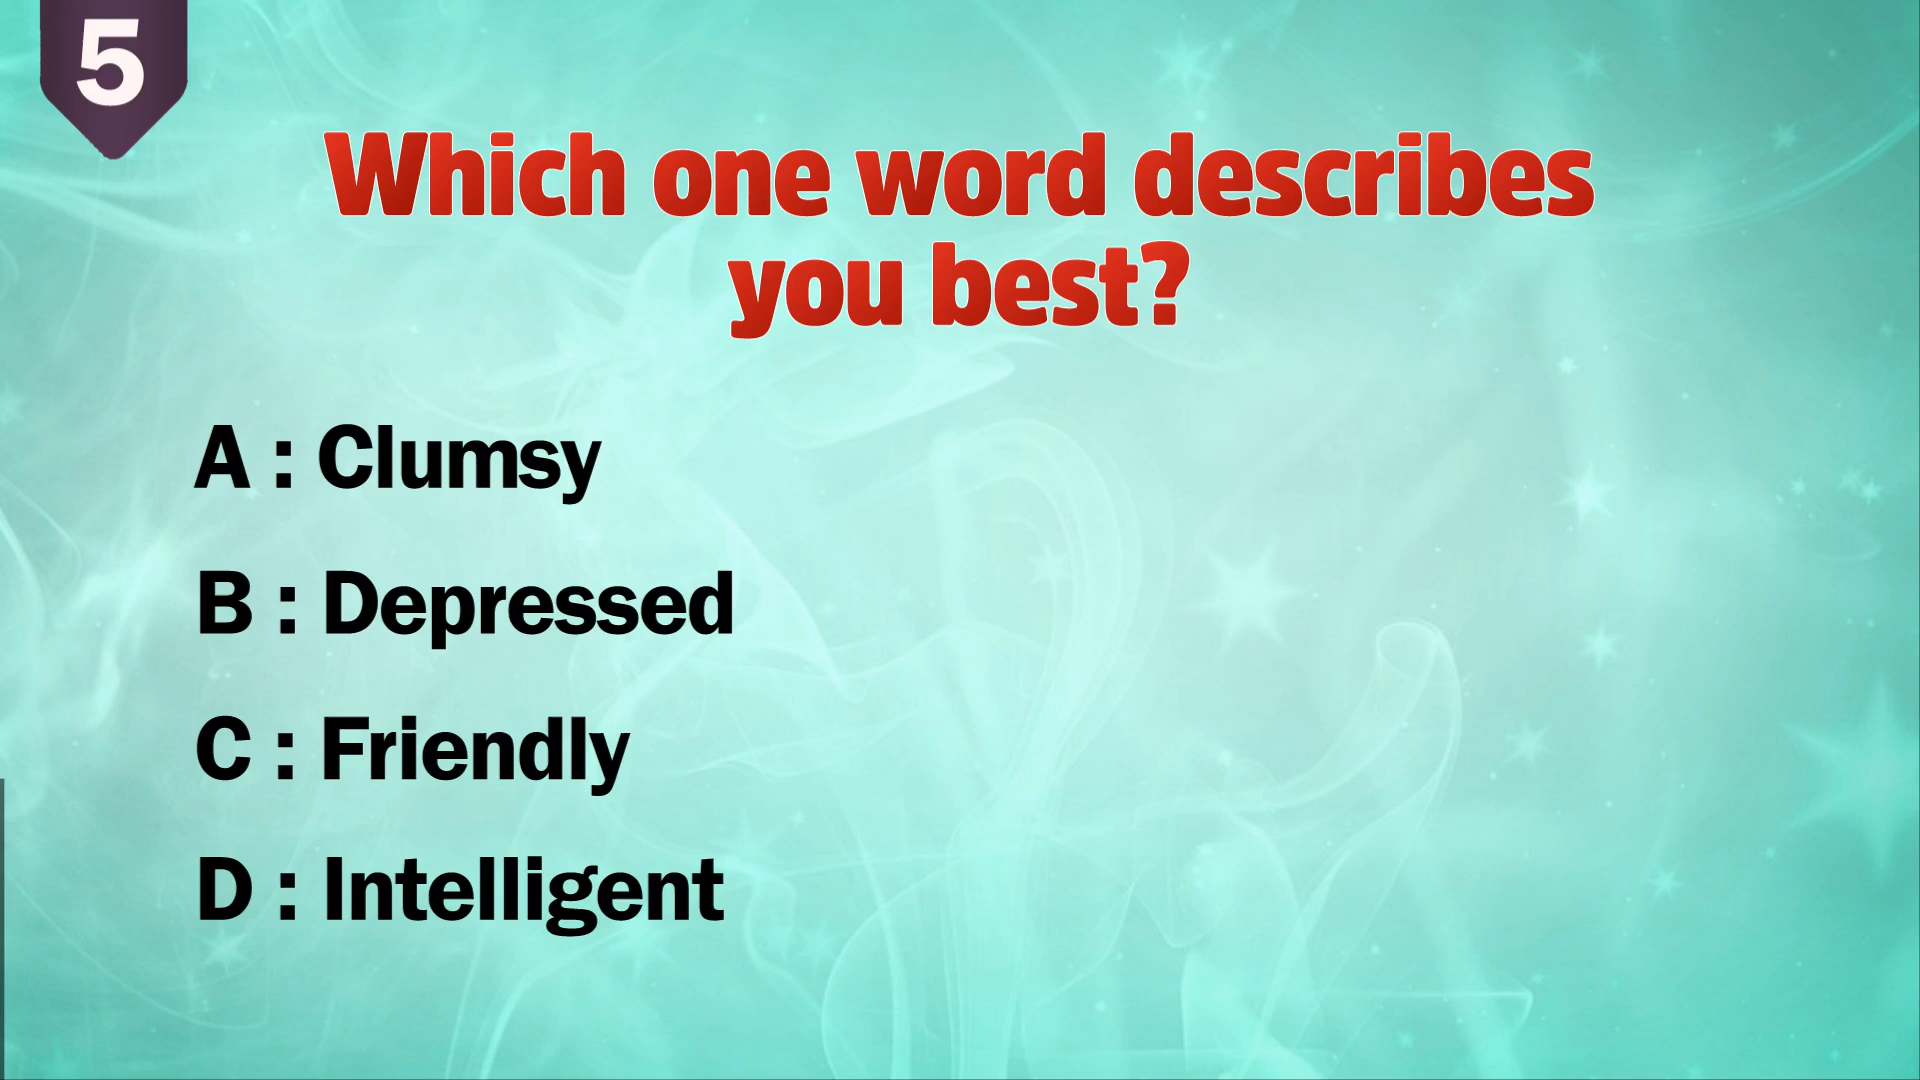 5
Which one word describes
you best?
A : Clumsy
B : Depressed
C : Friendly
D : Intelligent